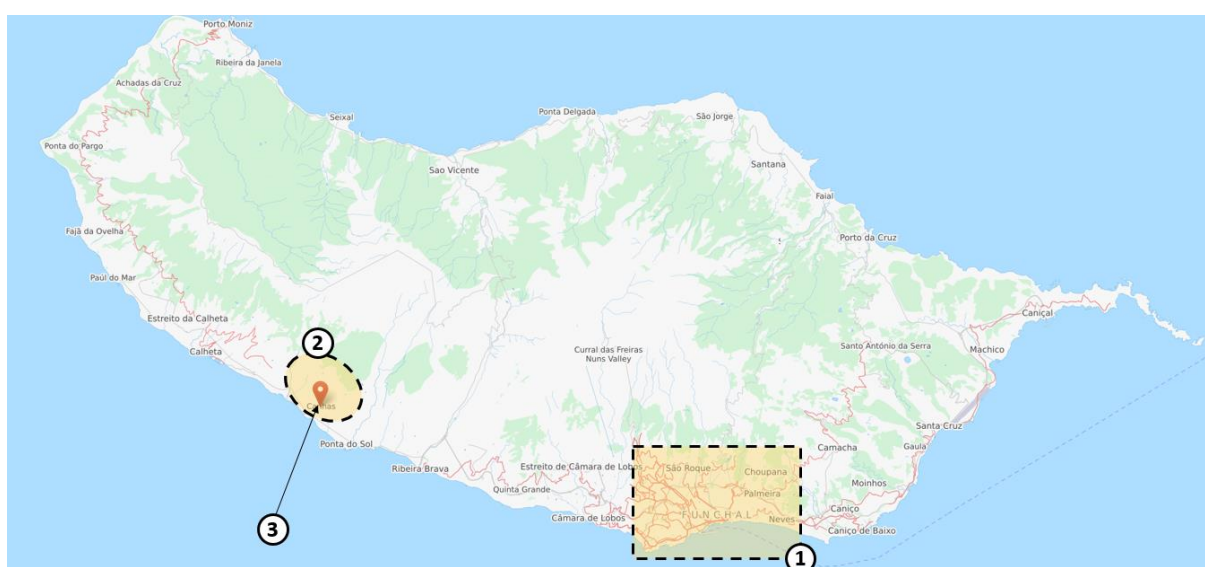 Porto Moniz
Ribeira da Janela
Achadas da Cruz
Seixal
Ponta Delgada
São Jorge
Ponta do Pargo
Sao Vicente
Santana
Faial
Fajã da Ovelha
Porto da Cruz
Paúl do Mar
Estreito da Calheta
Caniçal
Calheta
2
Curral das Freiras
Nuns Valley
Santo António da Serra
Machico
Canhas
Ponta do Sol
Santa Cruz
Ribeira Brava
Estreito de Câmara de Lobos
São Roque
Choupana
Camacha
Gaula
Quinta Grande
Palmeira
Moinhos
Câmara de Lobos
FUNCHAL
Neves
Caniço
Caniço de Baixo
3
1